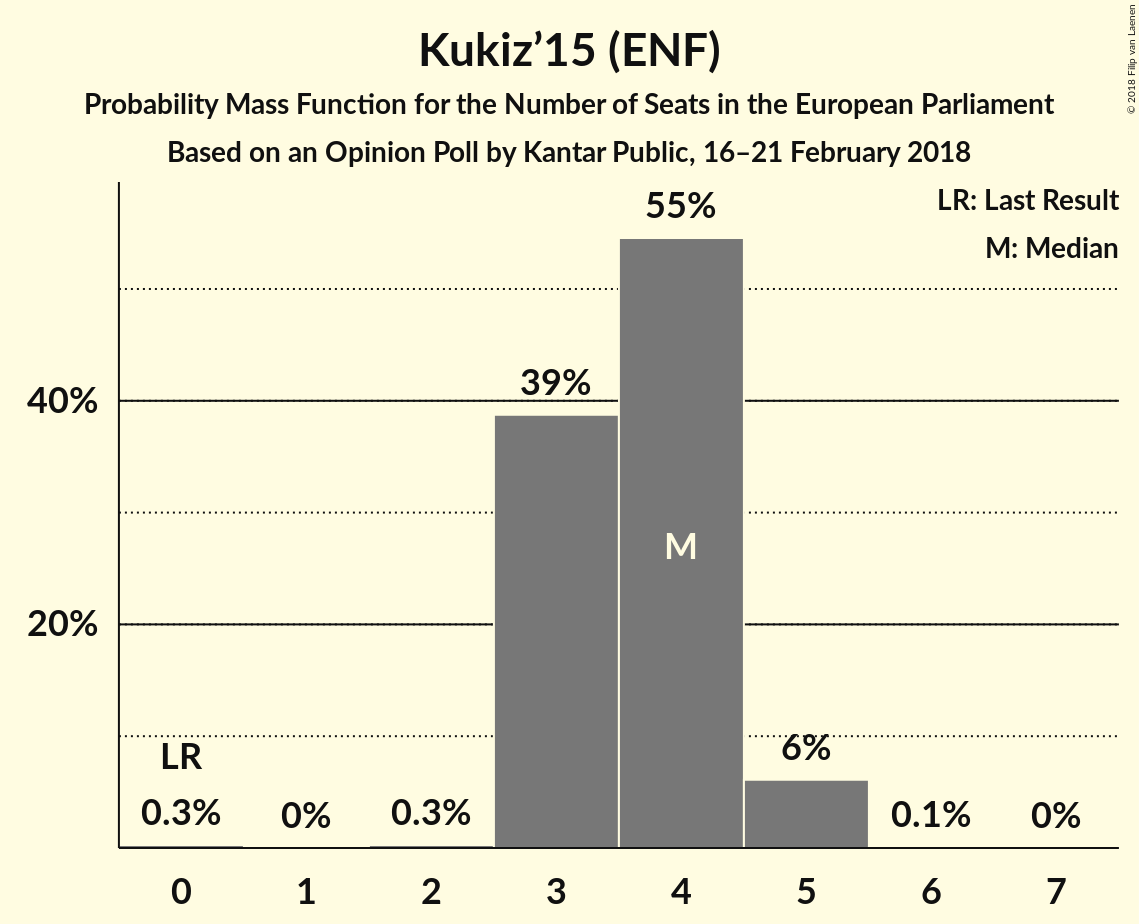 Kukiz’15 (ENF)
Probability Mass Function for the Number of Seats in the European Parliament
Based on an Opinion Poll by Kantar Public, 16–21 February 2018
© 2018 Filip van Laenen
LR: Last Result
M: Median
55%
39%
40%
M
20%
6%
LR
0.3%
0%
0.3%
0.1%
0%
0 1 2 3 4 5 6 7